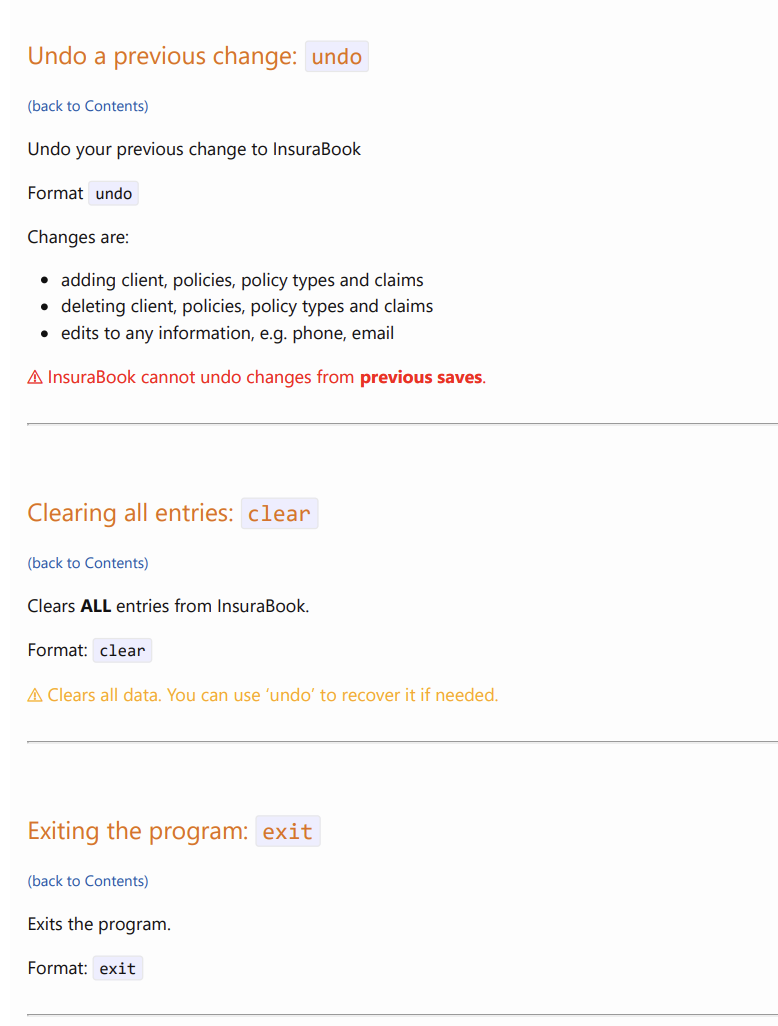 Undo a previous change: undo
(back to Contents)
Undo your previous change to InsuraBook
Format undo
Changes are:
• adding client, policies, policy types and claims
• deleting client, policies, policy types and claims
• edits to any information, e.g. phone, email
⚠ InsuraBook cannot undo changes from previous saves.
Clearing all entries: clear
(back to Contents)
Clears ALL entries from InsuraBook.
Format: clear
⚠ Clears all data. You can use ‘undo’ to recover it if needed.
Exiting the program: exit
(back to Contents)
Exits the program.
Format: exit